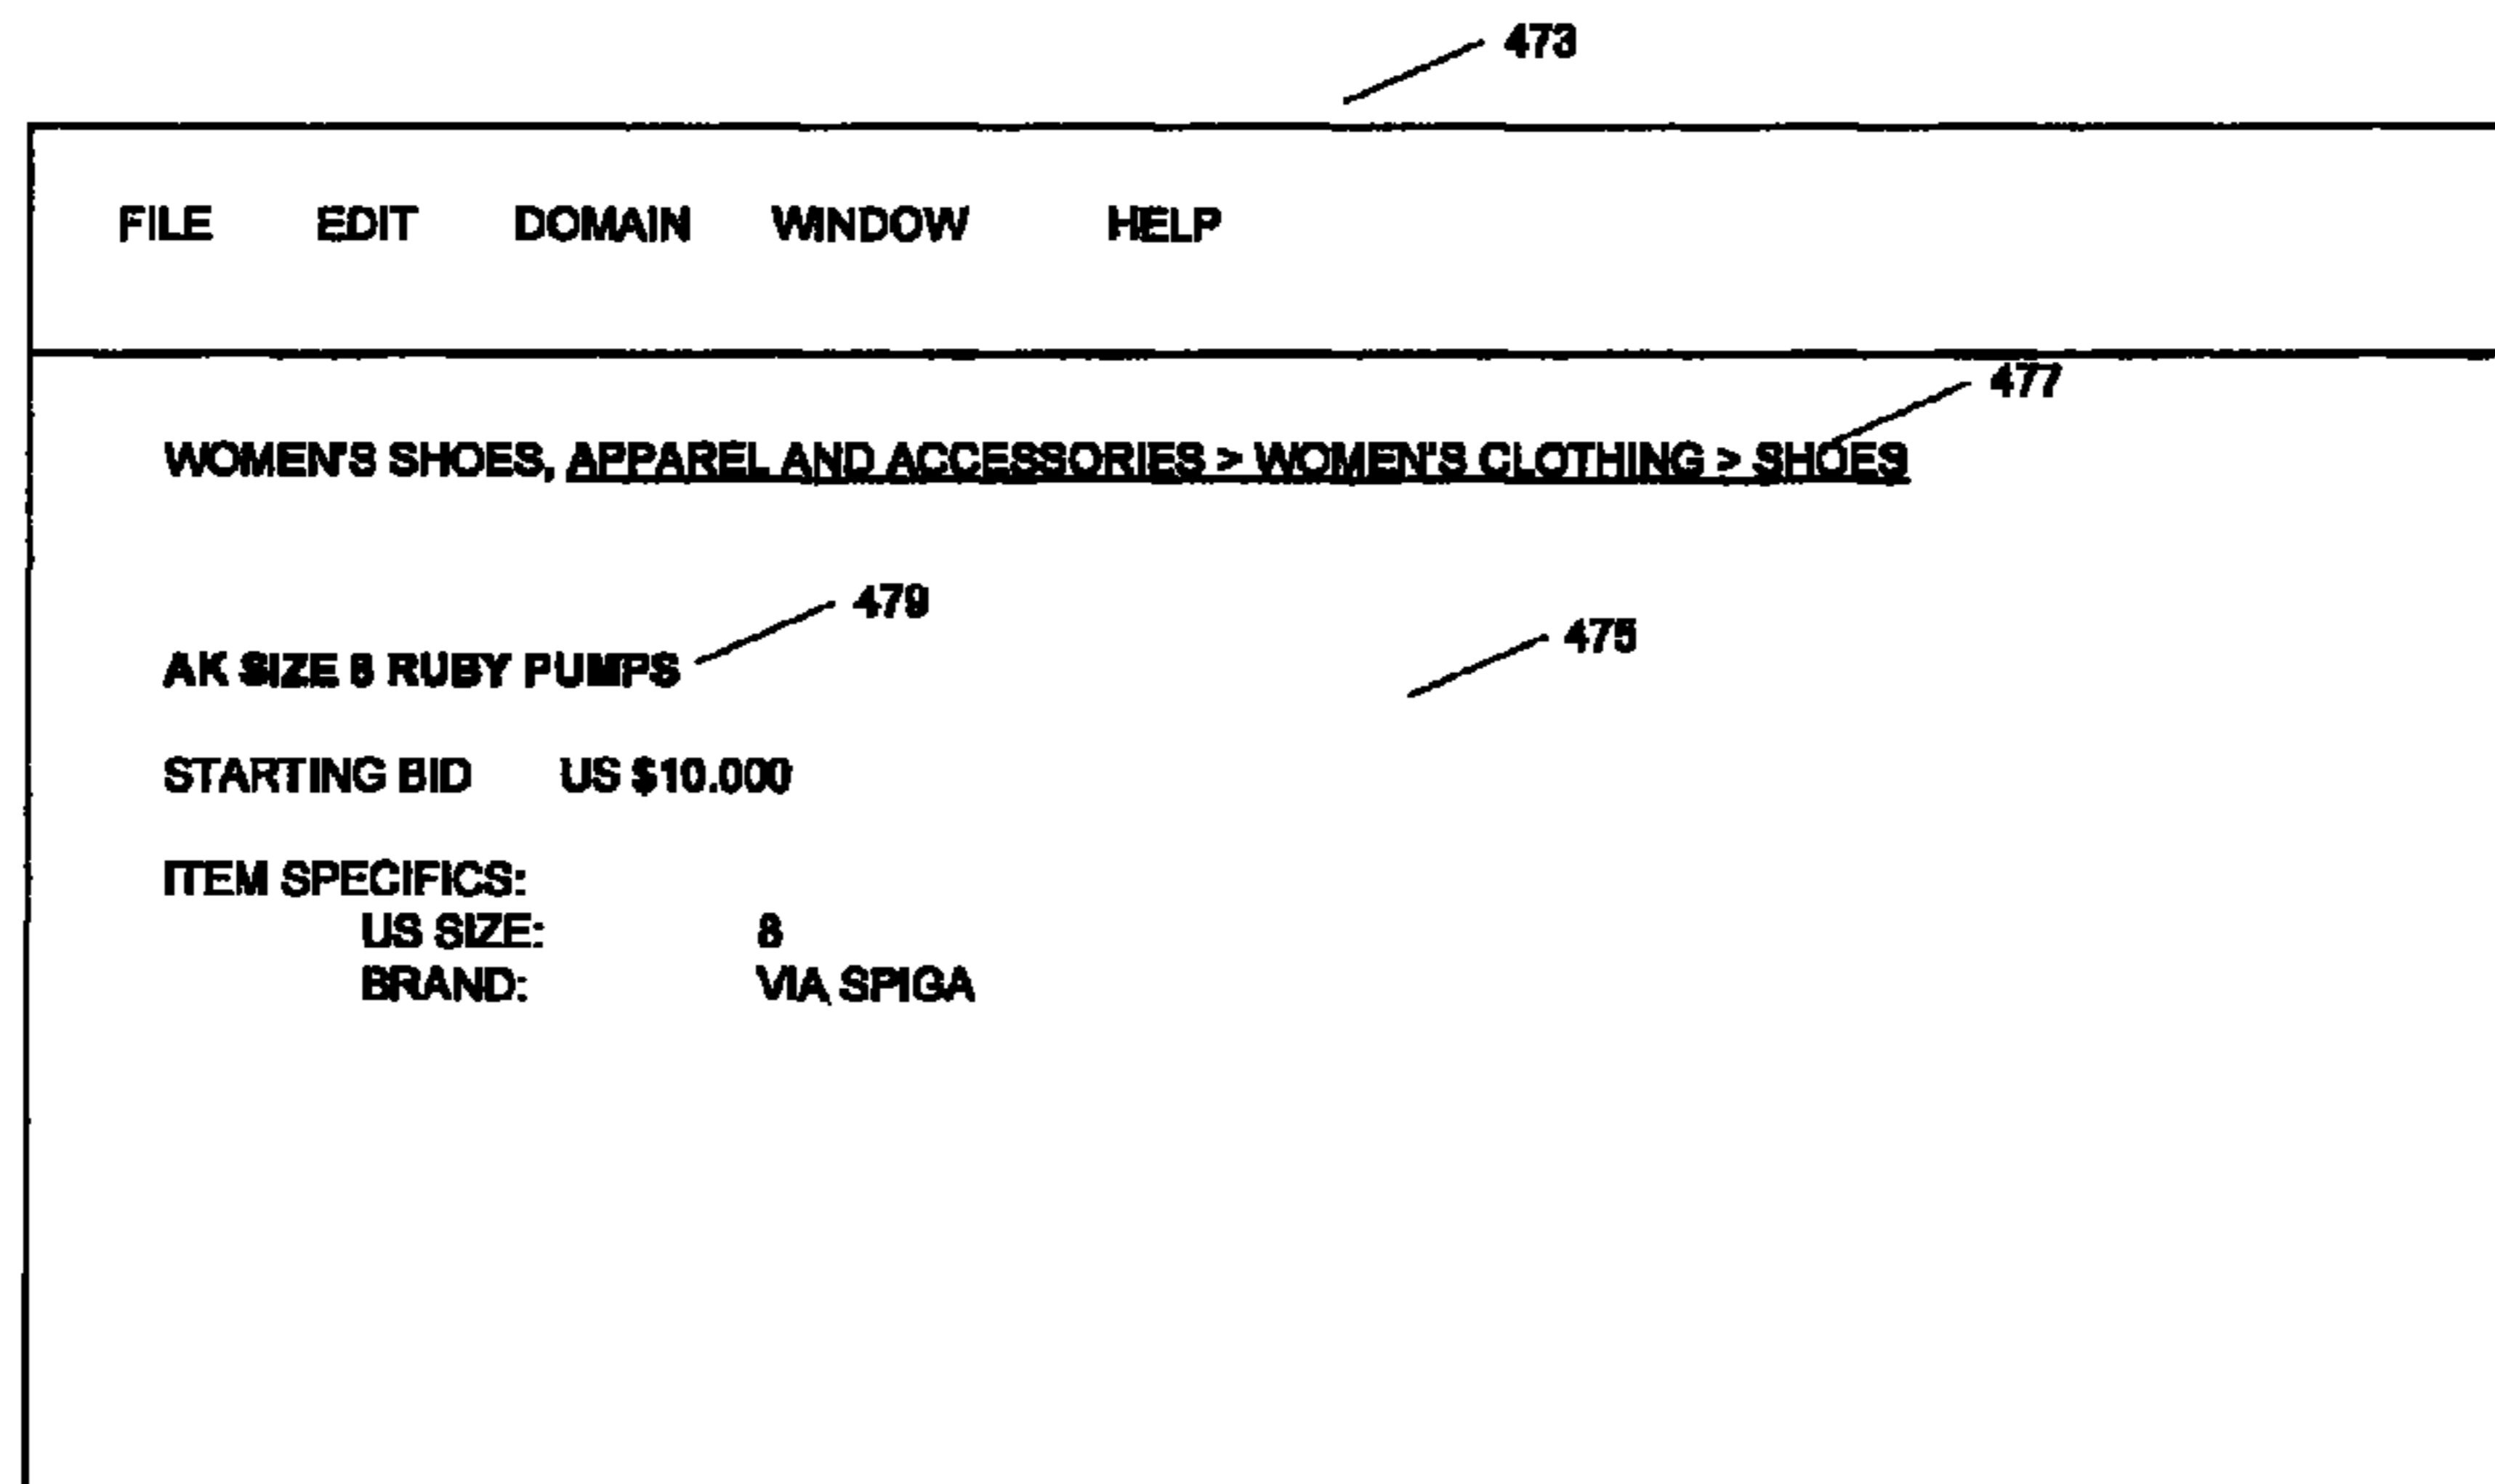 473
FILE EDIT DOMAIN WINDOW HELP
477
WOMEN'S SHOES, APPAREL AND ACCESSORIES > WOMEN'S CLOTHING > SHOES
479
475
AK SIZE RUBY PUMPS
STARTING BID US $10.000
ITEM SPECIFICS:
US SIZE: 8
BRAND: VIA SPIGA